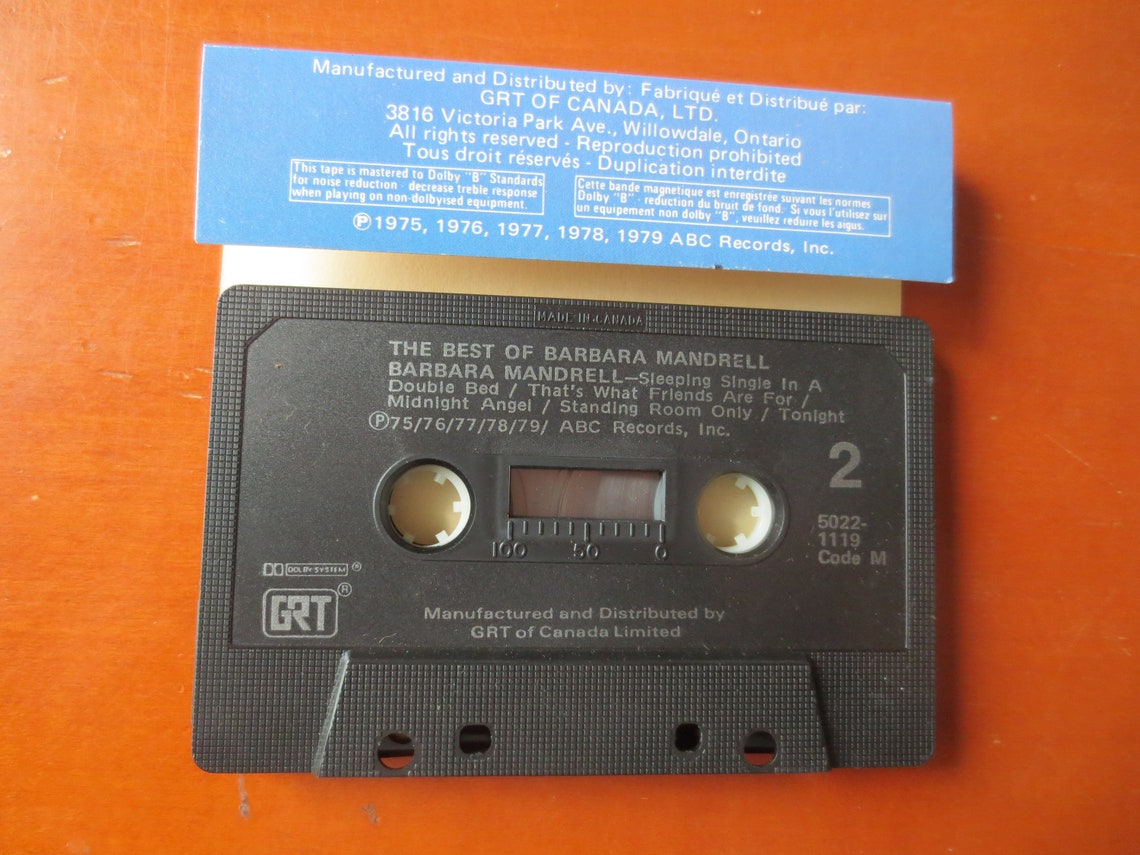 Manufactured and Distributed by: Fabriqué et Distribué par:
GRT OF CANADA, LTD.
3816 Victoria Park Ave., Willowdale, Ontario
All rights reserved - Reproduction prohibited
Tous droit réservés - Duplication interdite
This tape is mastered to Dolby "B" Standards
for noise reduction - decrease treble response
when playing on non-dolbyised equipment.
Cette bande magnetique est enregistrée suivant les normes
Dolby "B" - reduction du bruit de fond. Si vous l'utilisez sur
un equipement non dolby "B", veuillez reduire les aigus.
Ⓟ 1975, 1976, 1977, 1978, 1979 ABC Records, Inc.
MADE IN CANADA
THE BEST OF BARBARA MANDRELL
BARBARA MANDRELL—Sleeping Single In A
Double Bed / That's What Friends Are For /
Midnight Angel / Standing Room Only / Tonight
Ⓟ75/76/77/78/79/ ABC Records, Inc.
2
100 50 0
5022-
1119
Code M
DOLBY SYSTEM ®
GRT ®
Manufactured and Distributed by
GRT of Canada Limited